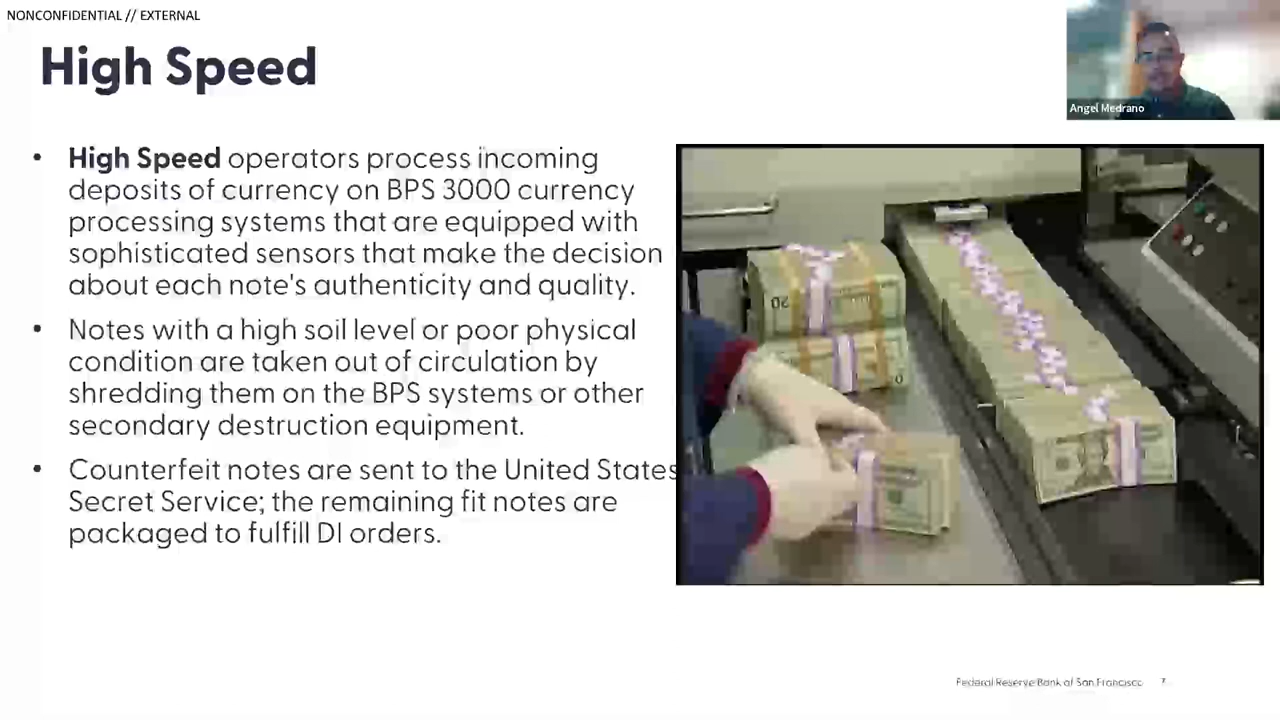 NONCONFIDENTIAL // EXTERNAL
High Speed
Angel Medrano
• High Speed operators process incoming
deposits of currency on BPS 3000 currency
processing systems that are equipped with
sophisticated sensors that make the decision
about each note's authenticity and quality.
• Notes with a high soil level or poor physical
condition are taken out of circulation by
shredding them on the BPS systems or other
secondary destruction equipment.
• Counterfeit notes are sent to the United States
Secret Service; the remaining fit notes are
packaged to fulfill DI orders.
20
Federal Reserve Bank of San Francisco